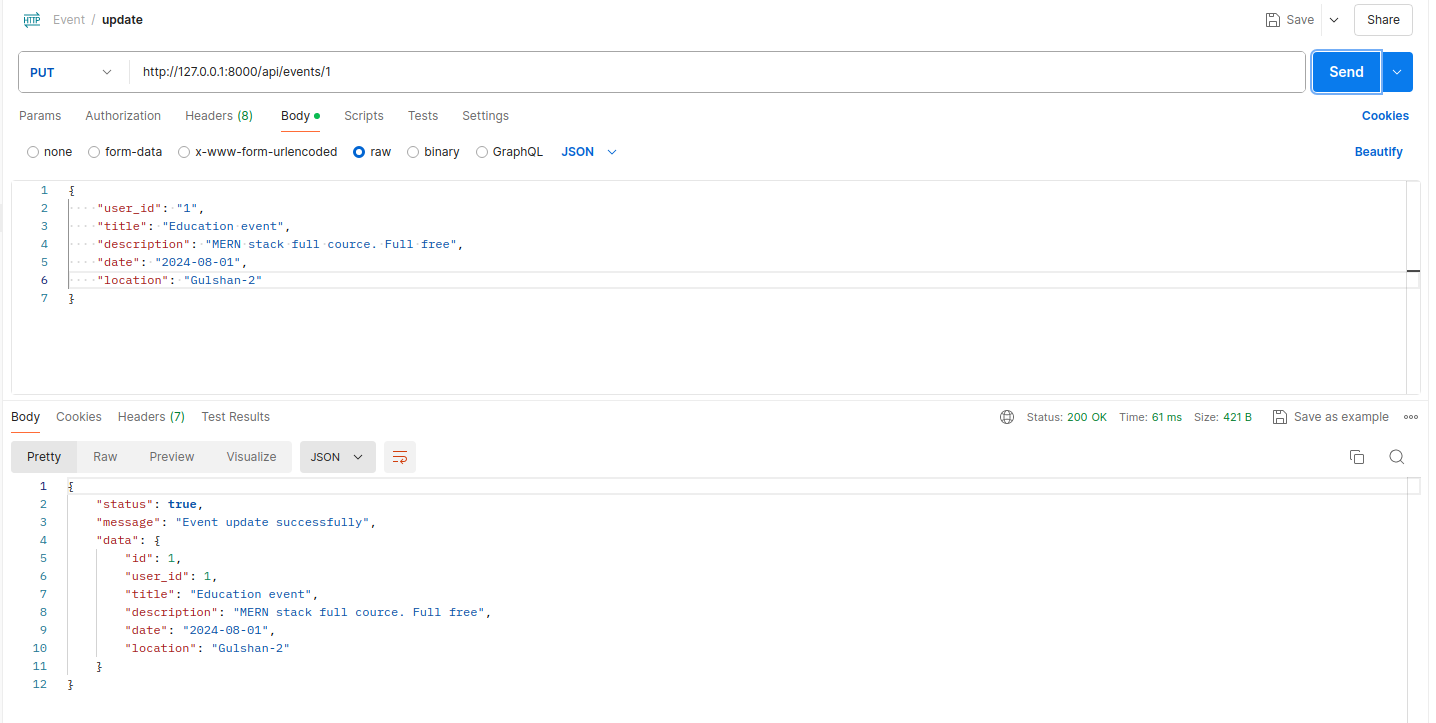 HTTP Event / update Save Share
PUT http://127.0.0.1:8000/api/events/1 Send
Params Authorization Headers (8) Body Scripts Tests Settings Cookies
none form-data x-www-form-urlencoded raw binary GraphQL JSON Beautify
1 {
2 "user_id": "1",
3 "title": "Education event",
4 "description": "MERN stack full cource. Full free",
5 "date": "2024-08-01",
6 "location": "Gulshan-2"
7 }
Body Cookies Headers (7) Test Results Status: 200 OK Time: 61 ms Size: 421 B Save as example
Pretty Raw Preview Visualize JSON
1 {
2 "status": true,
3 "message": "Event update successfully",
4 "data": {
5 "id": 1,
6 "user_id": 1,
7 "title": "Education event",
8 "description": "MERN stack full cource. Full free",
9 "date": "2024-08-01",
10 "location": "Gulshan-2"
11 }
12 }